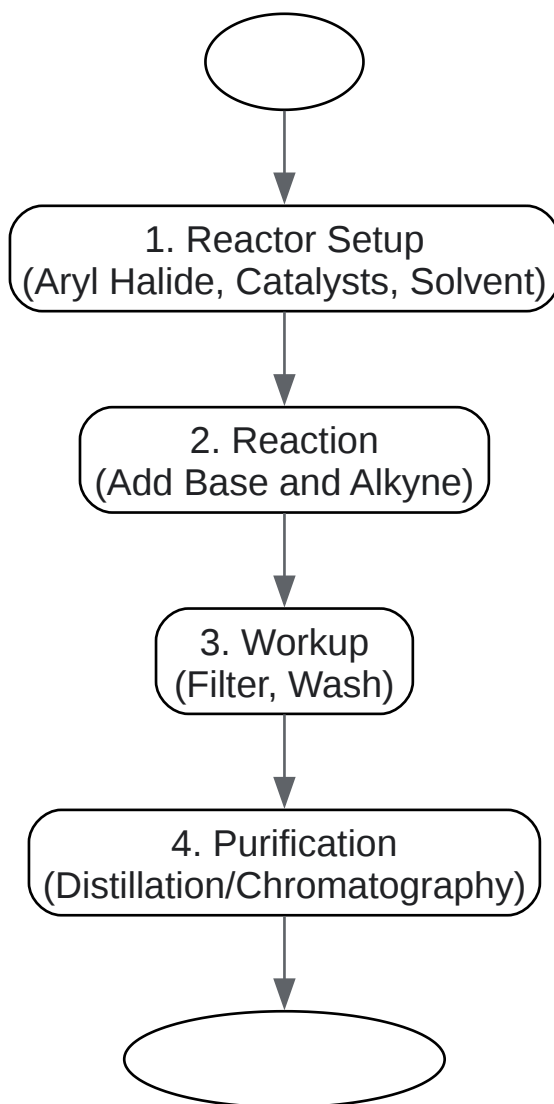 1. Reactor Setup
(Aryl Halide, Catalysts, Solvent)
2. Reaction
(Add Base and Alkyne)
3. Workup
(Filter, Wash)
4. Purification
(Distillation/Chromatography)